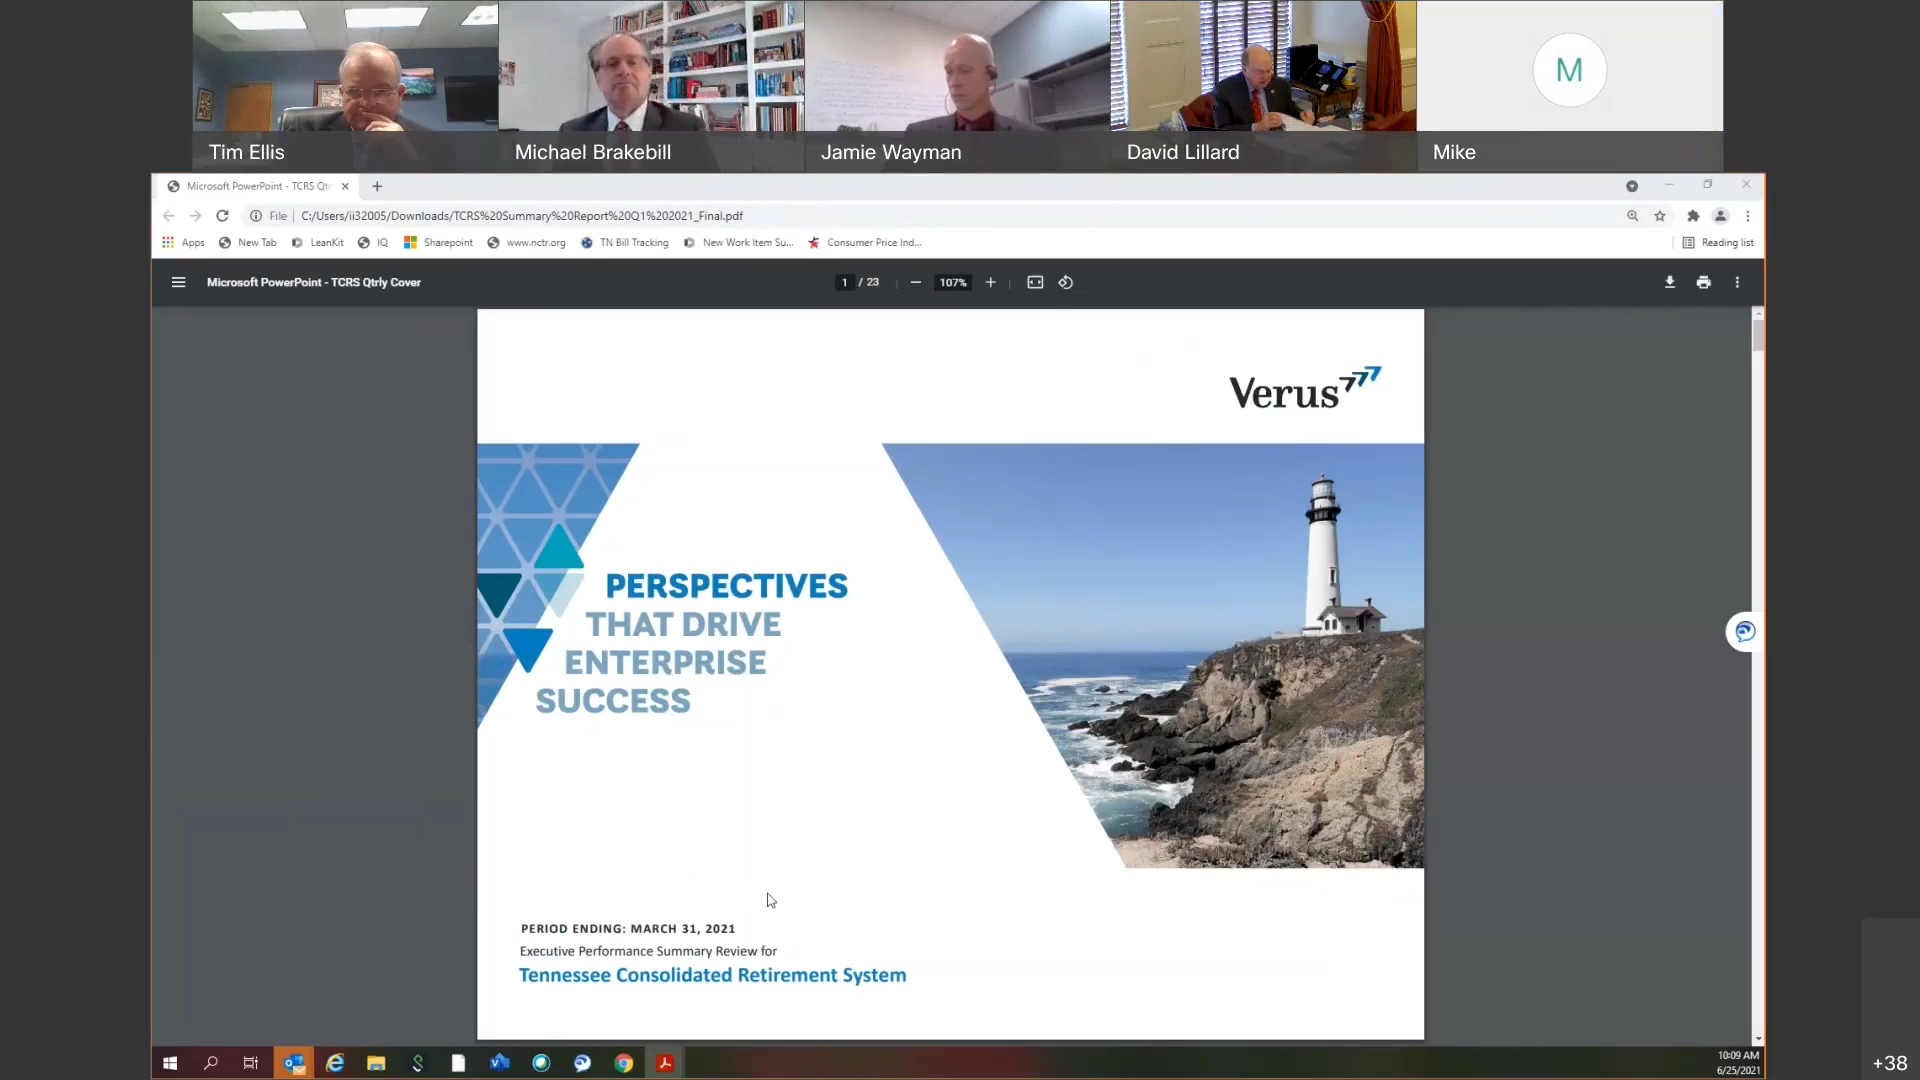 M
Tim Ellis
Michael Brakebill
Jamie Wayman
David Lillard
Mike
Microsoft PowerPoint - TCRS Qtr
File
C:/Users/ii32005/Downloads/TCRS%20Summary%20Report%20Q1%202021_Final.pdf
Apps
New Tab
LeanKit
IQ
Sharepoint
www.nctr.org
TN Bill Tracking
New Work Item Su...
Consumer Price Ind...
Reading list
Microsoft PowerPoint - TCRS Qtrly Cover
1 / 23
107%
Verus
PERSPECTIVES
THAT DRIVE
ENTERPRISE
SUCCESS
PERIOD ENDING: MARCH 31, 2021
Executive Performance Summary Review for
Tennessee Consolidated Retirement System
10:09 AM
6/25/2021
+38